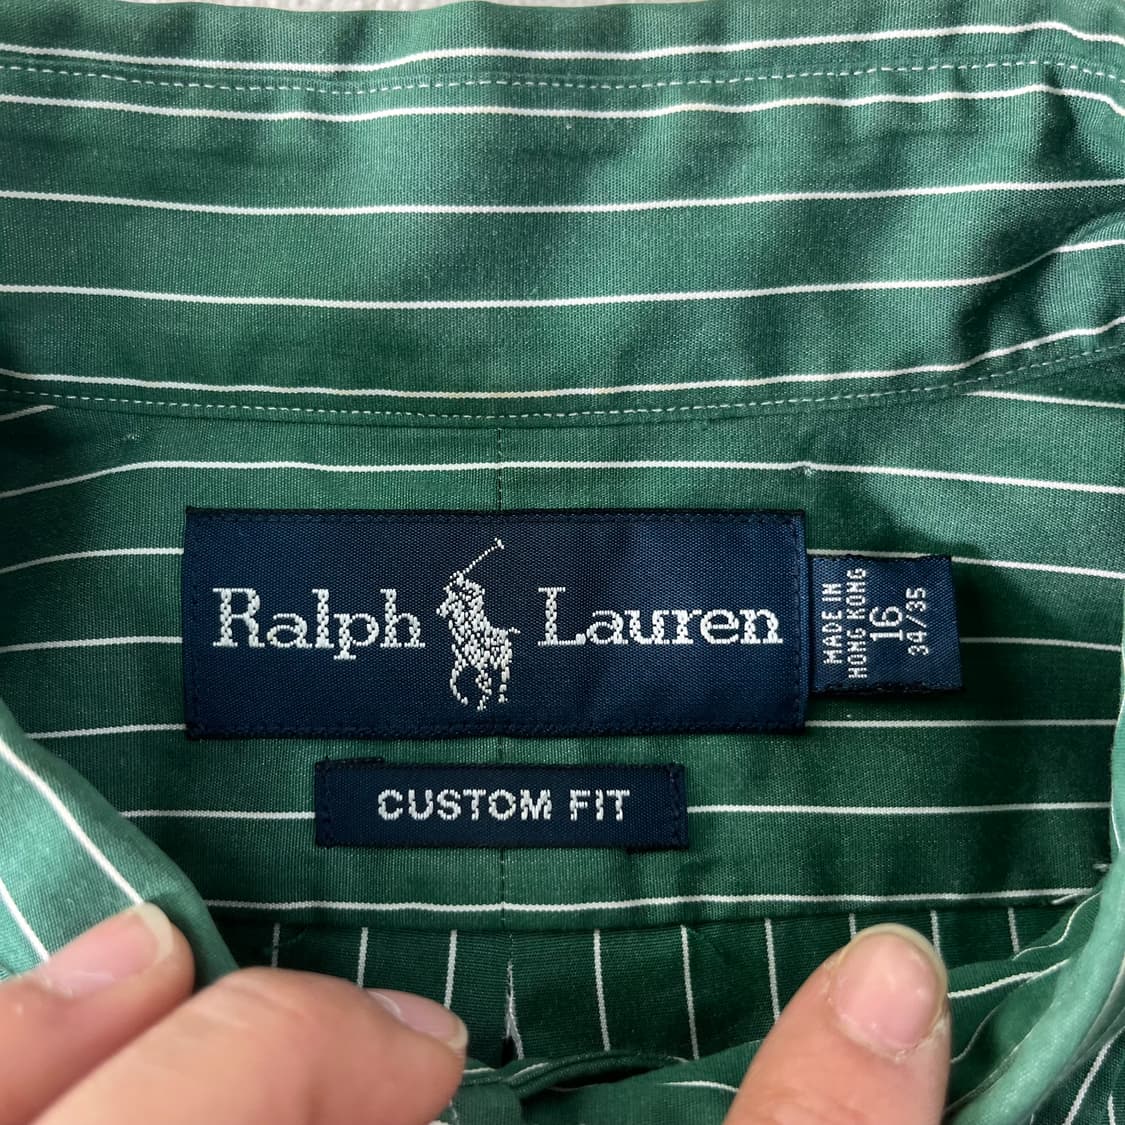 Ralph Lauren
MADE IN
HONG KONG
16
34/35
CUSTOM FIT